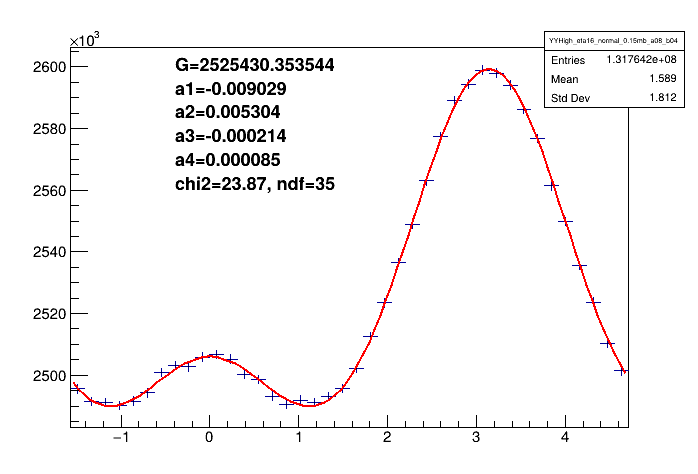 ×10³
YYHigh_eta16_normal_0.15mb_a08_b04
Entries 1.317642e+08
Mean 1.589
Std Dev 1.812
G=2525430.353544
a1=-0.009029
a2=0.005304
a3=-0.000214
a4=0.000085
chi2=23.87, ndf=35
2600
2580
2560
2540
2520
2500
−1 0 1 2 3 4